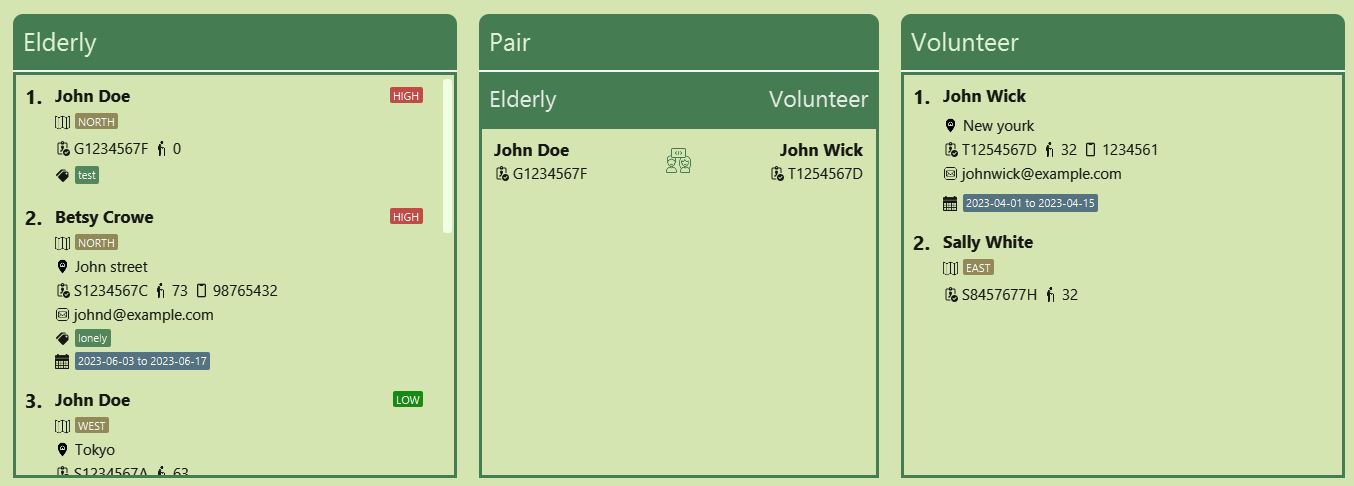 Elderly
1. John Doe HIGH
NORTH
G1234567F 0
test
2. Betsy Crowe HIGH
NORTH
John street
S1234567C 73 98765432
johnd@example.com
lonely
2023-06-03 to 2023-06-17
3. John Doe LOW
WEST
Tokyo
S1234567A 63
Pair
Elderly Volunteer
John Doe John Wick
G1234567F T1254567D
Volunteer
1. John Wick
New yourk
T1254567D 32 1234561
johnwick@example.com
2023-04-01 to 2023-04-15
2. Sally White
EAST
S8457677H 32